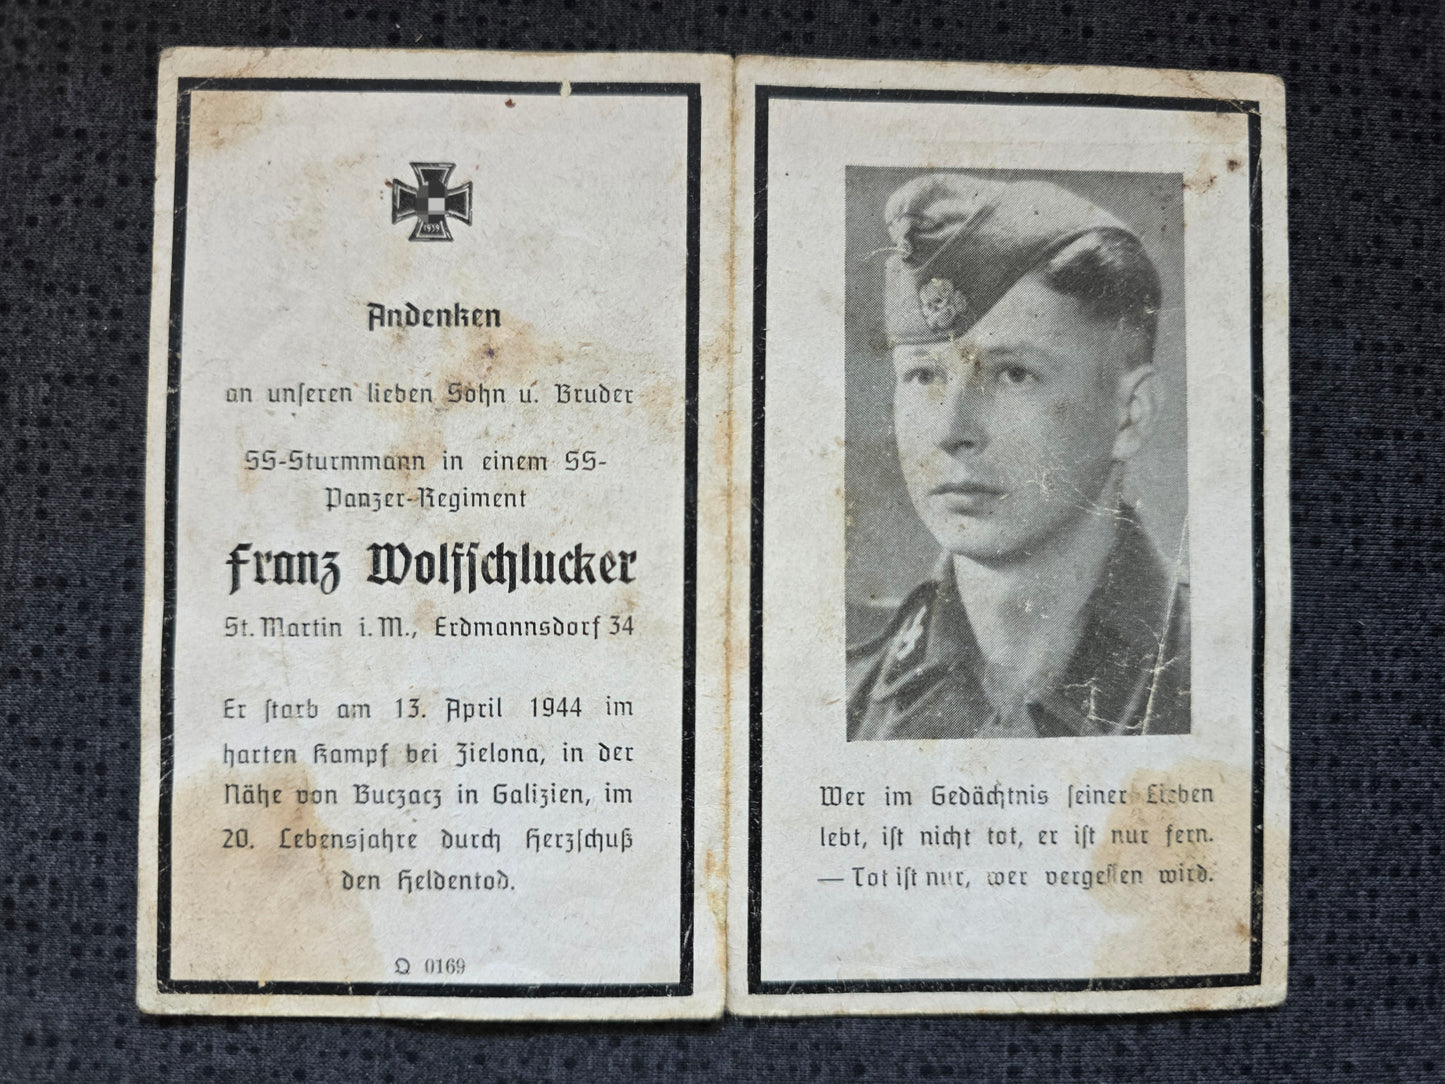 1939
Andenken
an unseren lieben Sohn u. Bruder
SS-Sturmmann in einem SS-
Panzer-Regiment
Franz Wolfschlucker
St. Martin i. M., Erdmannsdorf 34
Er starb am 13. April 1944 im
harten Kampf bei Zielona, in der
Nähe von Buczacz in Galizien, im
20. Lebensjahre durch Herzschuß
den Heldentod.
Ω 0169
Wer im Gedächtnis seiner Lieben
lebt, ist nicht tot, er ist nur fern.
— Tot ist nur, wer vergessen wird.